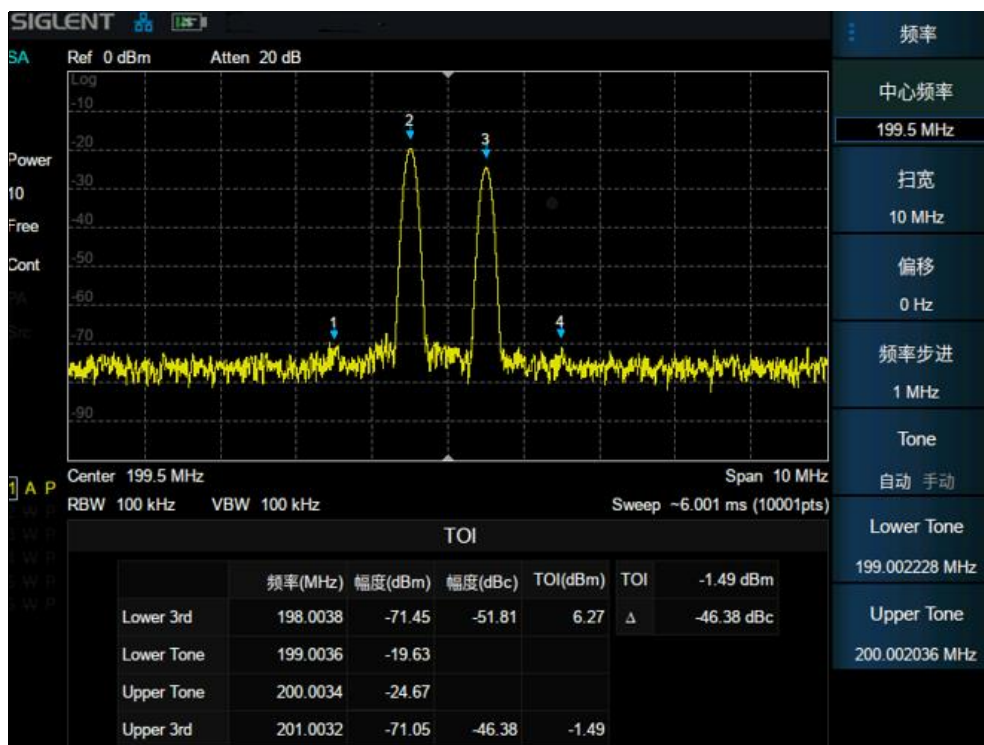 SIGLENT
频率
SA
Ref 0 dBm Atten 20 dB
Log
-10
-20
-30
-40
-50
-60
-70
-90
2
3
1
4
Power
10
Free
Cont
PA
Src
中心频率
199.5 MHz
扫宽
10 MHz
偏移
0 Hz
频率步进
1 MHz
Tone
自动 手动
Lower Tone
199.002228 MHz
Upper Tone
200.002036 MHz
Center 199.5 MHz Span 10 MHz
1 A P
RBW 100 kHz VBW 100 kHz Sweep ~6.001 ms (10001pts)
TOI
频率(MHz) 幅度(dBm) 幅度(dBc) TOI(dBm) TOI -1.49 dBm
Lower 3rd 198.0038 -71.45 -51.81 6.27 Δ -46.38 dBc
Lower Tone 199.0036 -19.63
Upper Tone 200.0034 -24.67
Upper 3rd 201.0032 -71.05 -46.38 -1.49